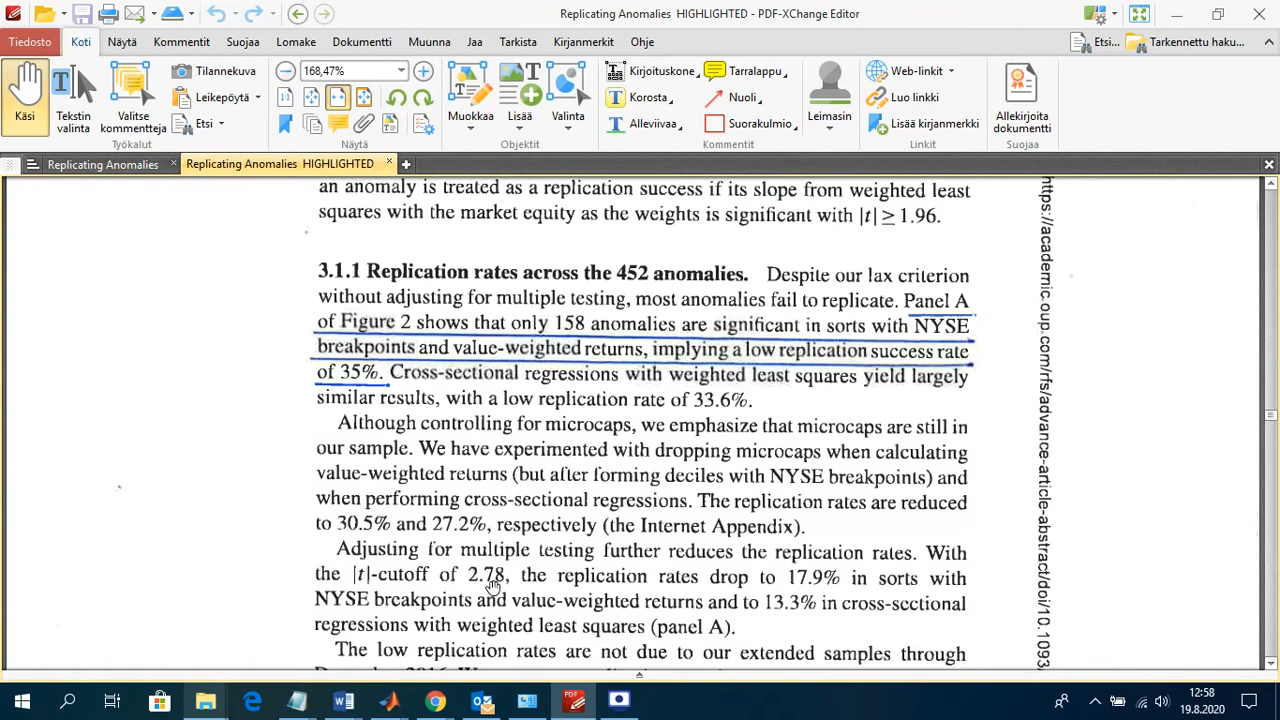 Replicating Anomalies HIGHLIGHTED - PDF-XChange Editor
Tiedosto Koti Näytä Kommentit Suojaa Lomake Dokumentti Muunna Jaa Tarkista Kirjanmerkit Ohje
Etsi... Tarkennettu haku...
Käsi
Tekstin valinta
Valitse kommentteja
Tilannekuva
Leikepöytä
Etsi
Työkalut
168,47%
Näytä
Muokkaa
Lisää
Valinta
Objektit
Kirjoituskone
Korosta
Alleviivaa
Tarralappu
Nuoli
Suorakulmio
Kommentit
Leimasin
Web-linkit
Luo linkki
Lisää kirjanmerkki
Linkit
Allekirjoita dokumentti
Suojaa
Replicating Anomalies
Replicating Anomalies HIGHLIGHTED
an anomaly is treated as a replication success if its slope from weighted least
squares with the market equity as the weights is significant with |t| ≥ 1.96.
3.1.1 Replication rates across the 452 anomalies. Despite our lax criterion
without adjusting for multiple testing, most anomalies fail to replicate. Panel A
of Figure 2 shows that only 158 anomalies are significant in sorts with NYSE
breakpoints and value-weighted returns, implying a low replication success rate
of 35%. Cross-sectional regressions with weighted least squares yield largely
similar results, with a low replication rate of 33.6%.
Although controlling for microcaps, we emphasize that microcaps are still in
our sample. We have experimented with dropping microcaps when calculating
value-weighted returns (but after forming deciles with NYSE breakpoints) and
when performing cross-sectional regressions. The replication rates are reduced
to 30.5% and 27.2%, respectively (the Internet Appendix).
Adjusting for multiple testing further reduces the replication rates. With
the |t|-cutoff of 2.78, the replication rates drop to 17.9% in sorts with
NYSE breakpoints and value-weighted returns and to 13.3% in cross-sectional
regressions with weighted least squares (panel A).
The low replication rates are not due to our extended samples through
https://academic.oup.com/rfs/advance-article-abstract/doi/10.1093/
12:58
19.8.2020